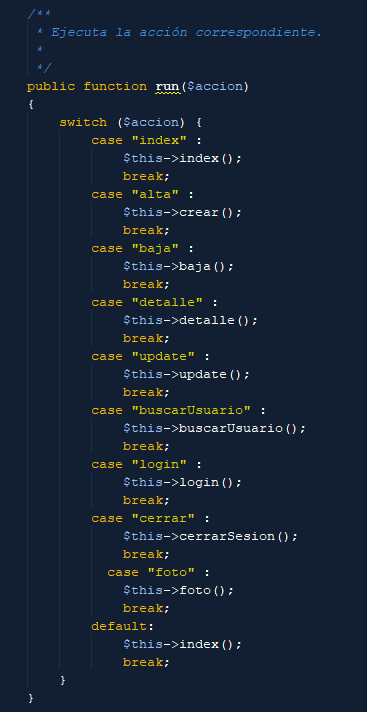 /**
 * Ejecuta la acción correspondiente.
 *
 */
public function run($accion)
{
    switch ($accion) {
        case "index" :
            $this->index();
            break;
        case "alta" :
            $this->crear();
            break;
        case "baja" :
            $this->baja();
            break;
        case "detalle" :
            $this->detalle();
            break;
        case "update" :
            $this->update();
            break;
        case "buscarUsuario" :
            $this->buscarUsuario();
            break;
        case "login" :
            $this->login();
            break;
        case "cerrar" :
            $this->cerrarSesion();
            break;
          case "foto" :
            $this->foto();
            break;
        default:
            $this->index();
            break;
    }
}